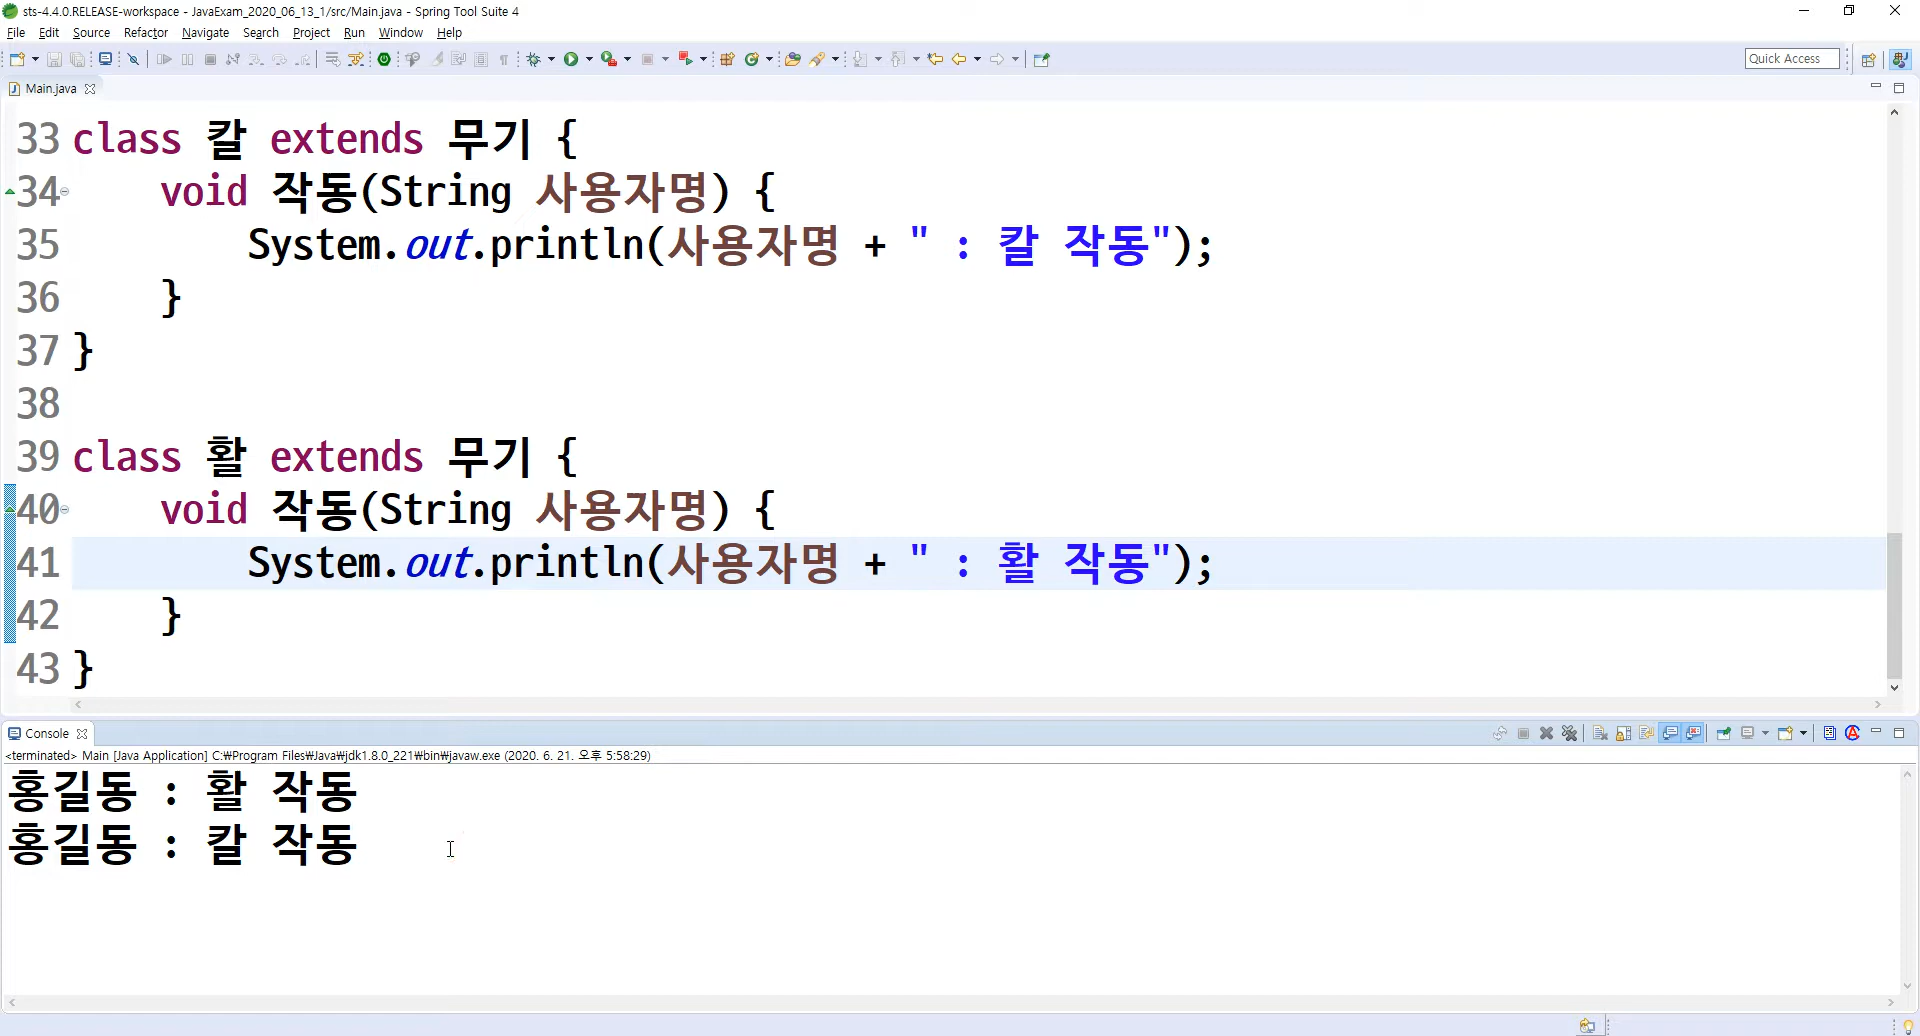 sts-4.4.0.RELEASE-workspace - JavaExam_2020_06_13_1/src/Main.java - Spring Tool Suite 4
File Edit Source Refactor Navigate Search Project Run Window Help
Quick Access
Main.java
33 class 칼 extends 무기 {
34 void 작동(String 사용자명) {
35 System.out.println(사용자명 + " : 칼 작동");
36 }
37 }
38
39 class 활 extends 무기 {
40 void 작동(String 사용자명) {
41 System.out.println(사용자명 + " : 활 작동");
42 }
43 }
Console
<terminated> Main [Java Application] C:₩Program Files₩Java₩jdk1.8.0_221₩bin₩javaw.exe (2020. 6. 21. 오후 5:58:29)
홍길동 : 활 작동
홍길동 : 칼 작동